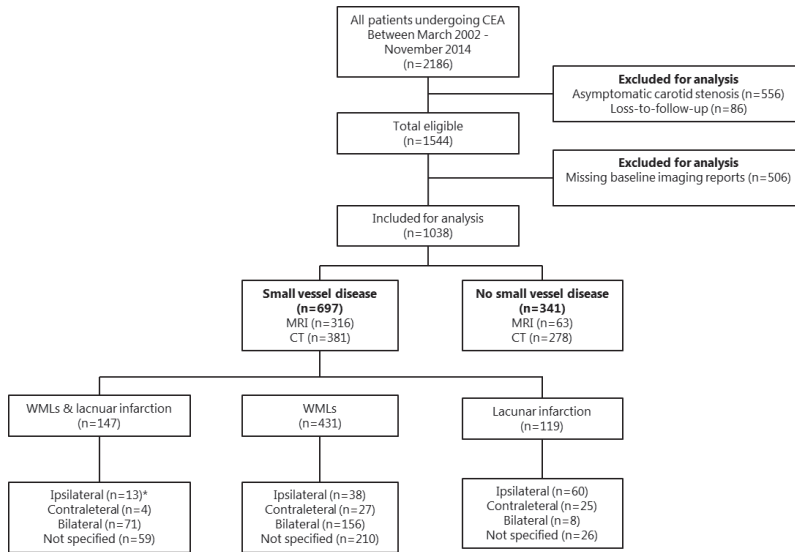 All patients undergoing CEA
Between March 2002 -
November 2014
(n=2186)
Excluded for analysis
Asymptomatic carotid stenosis (n=556)
Loss-to-follow-up (n=86)
Total eligible
(n=1544)
Excluded for analysis
Missing baseline imaging reports (n=506)
Included for analysis
(n=1038)
Small vessel disease
(n=697)
MRI (n=316)
CT (n=381)
No small vessel disease
(n=341)
MRI (n=63)
CT (n=278)
WMLs & lacnuar infarction
(n=147)
WMLs
(n=431)
Lacunar infarction
(n=119)
Ipsilateral (n=13)*
Contraleteral (n=4)
Bilateral (n=71)
Not specified (n=59)
Ipsilateral (n=38)
Contraleteral (n=27)
Bilateral (n=156)
Not specified (n=210)
Ipsilateral (n=60)
Contraleteral (n=25)
Bilateral (n=8)
Not specified (n=26)